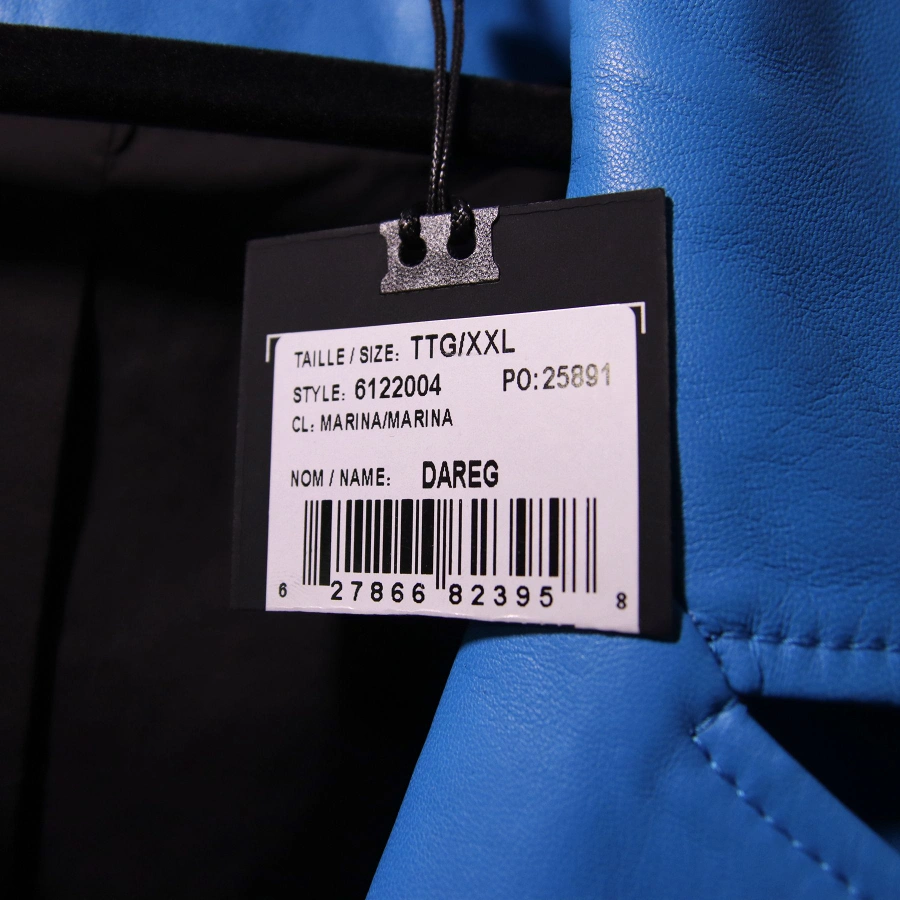 TAILLE / SIZE: TTG/XXL
STYLE: 6122004 PO:25891
CL: MARINA/MARINA
NOM / NAME: DAREG
6 27866 82395 8